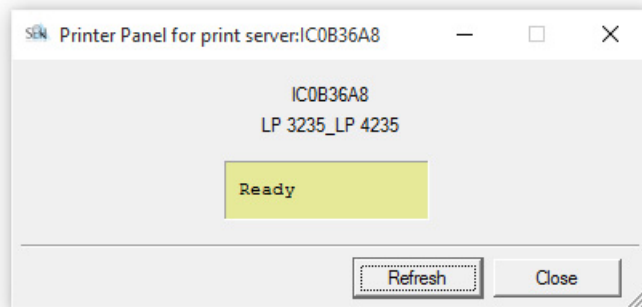 SEN Printer Panel for print server:IC0B36A8
IC0B36A8
LP 3235_LP 4235
Ready
Refresh Close